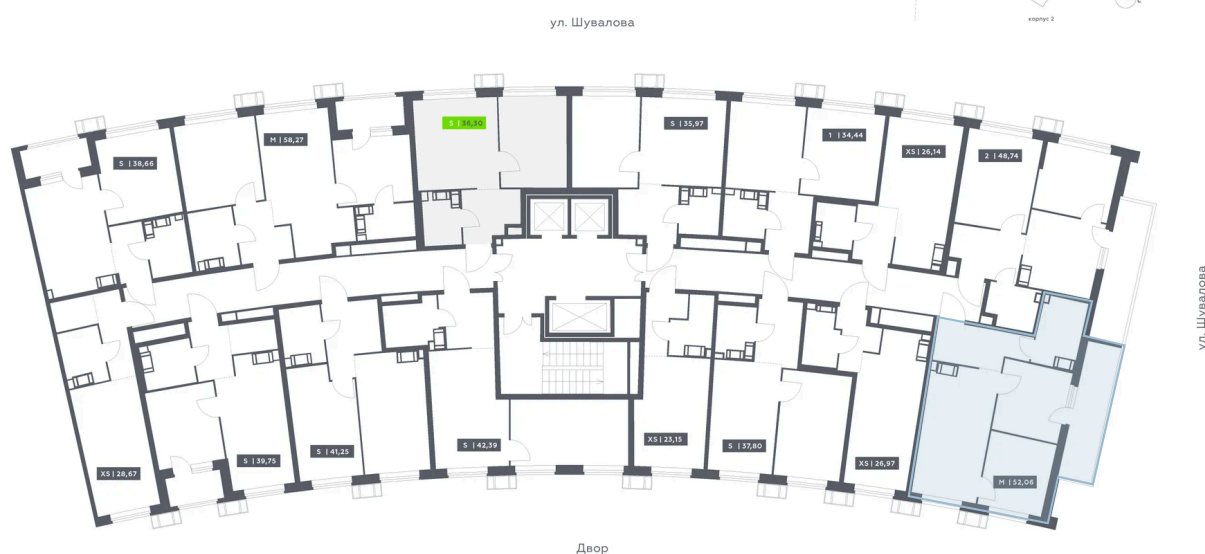 корпус 2
ул. Шувалова
S | 38,66
M | 58,27
S | 36,30
S | 35,97
1 | 34,44
XS | 26,14
2 | 48,74
ул. Шувалова
XS | 28,67
S | 39,75
S | 41,25
S | 42,39
XS | 23,15
S | 37,80
XS | 26,97
M | 52,06
Двор